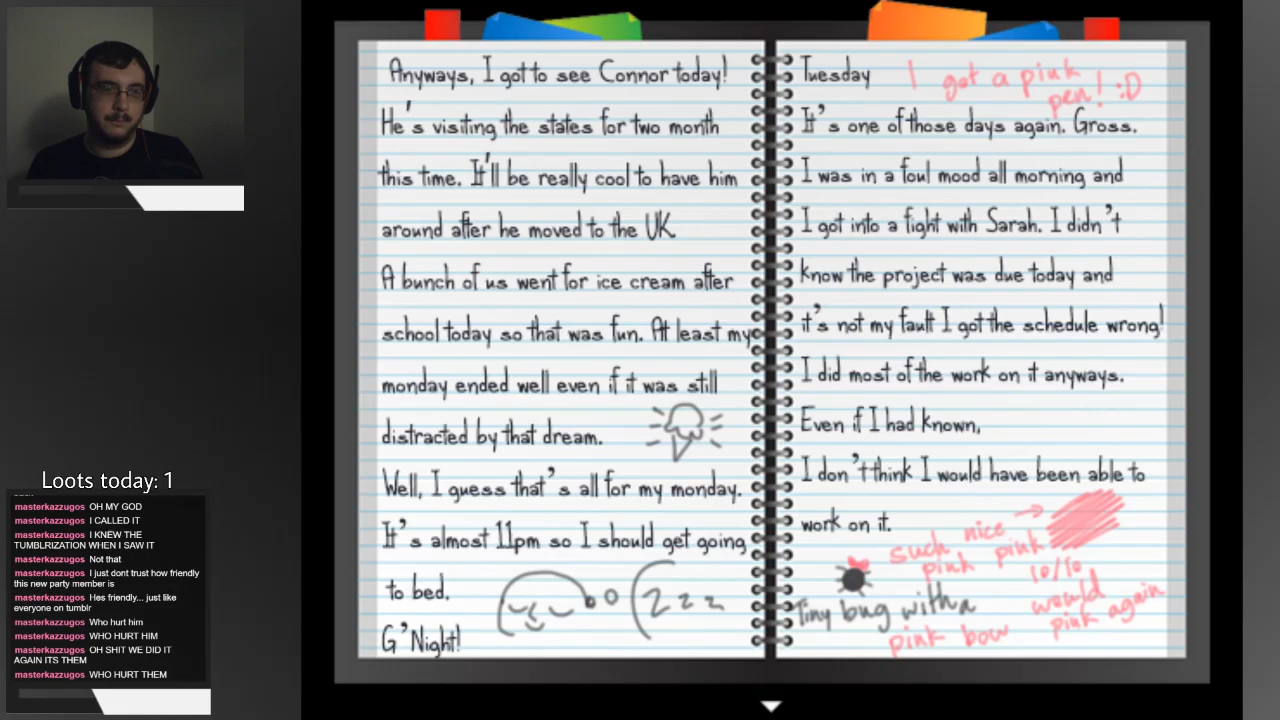 Anyways, I got to see Connor today!
He's visiting the states for two month
this time. It'll be really cool to have him
around after he moved to the UK.
A bunch of us went for ice cream after
school today so that was fun. At least my
monday ended well even if it was still
distracted by that dream.
Well, I guess that's all for my monday.
It's almost 11pm so I should get going
to bed.
G'Night!
Z z z
Tuesday
I got a pink
pen! :D
It's one of those days again. Gross.
I was in a foul mood all morning and
I got into a fight with Sarah. I didn't
know the project was due today and
it's not my fault I got the schedule wrong!
I did most of the work on it anyways.
Even if I had known,
I don't think I would have been able to
work on it.
such nice →
pink pink
10/10
would
pink again
Tiny bug with a
pink bow
Loots today: 1
masterkazzugos OH MY GOD
masterkazzugos I CALLED IT
masterkazzugos I KNEW THE
TUMBLRIZATION WHEN I SAW IT
masterkazzugos Not that
masterkazzugos I just dont trust how friendly
this new party member is
masterkazzugos Hes friendly... just like
everyone on tumblr
masterkazzugos Who hurt him
masterkazzugos WHO HURT HIM
masterkazzugos OH SHIT WE DID IT
AGAIN ITS THEM
masterkazzugos WHO HURT THEM